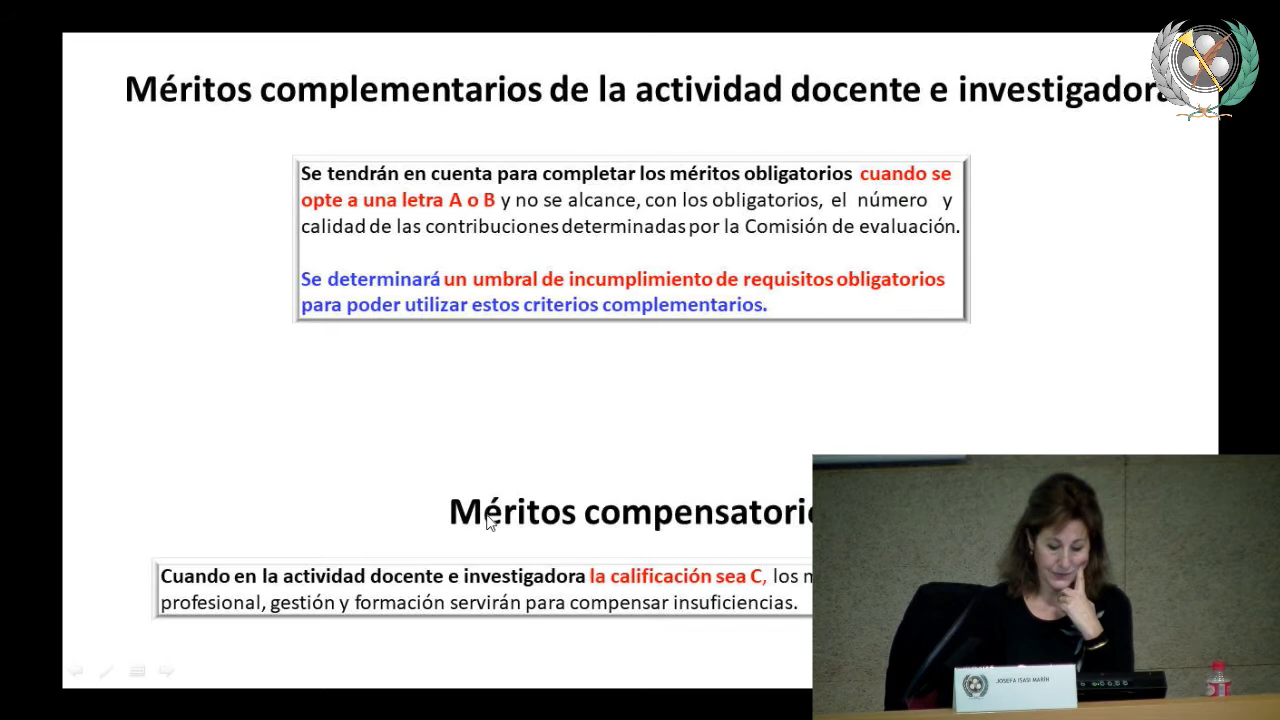 Méritos complementarios de la actividad docente e investigadora
Se tendrán en cuenta para completar los méritos obligatorios cuando se
opte a una letra A o B y no se alcance, con los obligatorios, el número y
calidad de las contribuciones determinadas por la Comisión de evaluación.
Se determinará un umbral de incumplimiento de requisitos obligatorios
para poder utilizar estos criterios complementarios.
Méritos
Cuando en la actividad docente e investigadora la calificación sea C, los
profesional, gestión y formación servirán para compensar insuficiencias.
JOSEFA ISASI MARÍN